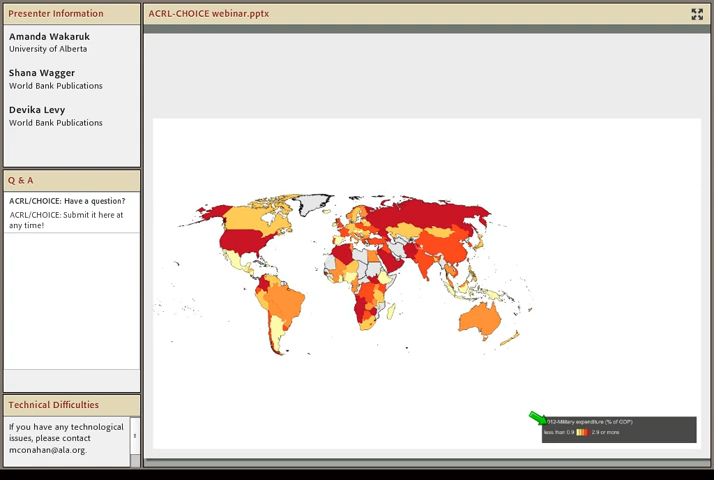 Presenter Information
Amanda Wakaruk
University of Alberta
Shana Wagger
World Bank Publications
Devika Levy
World Bank Publications
Q & A
ACRL/CHOICE: Have a question?
ACRL/CHOICE: Submit it here at
any time!
Technical Difficulties
If you have any technological
issues, please contact
mconahan@ala.org.
ACRL-CHOICE webinar.pptx
012-Military expenditure (% of GDP)
less than 0.9 2.9 or more